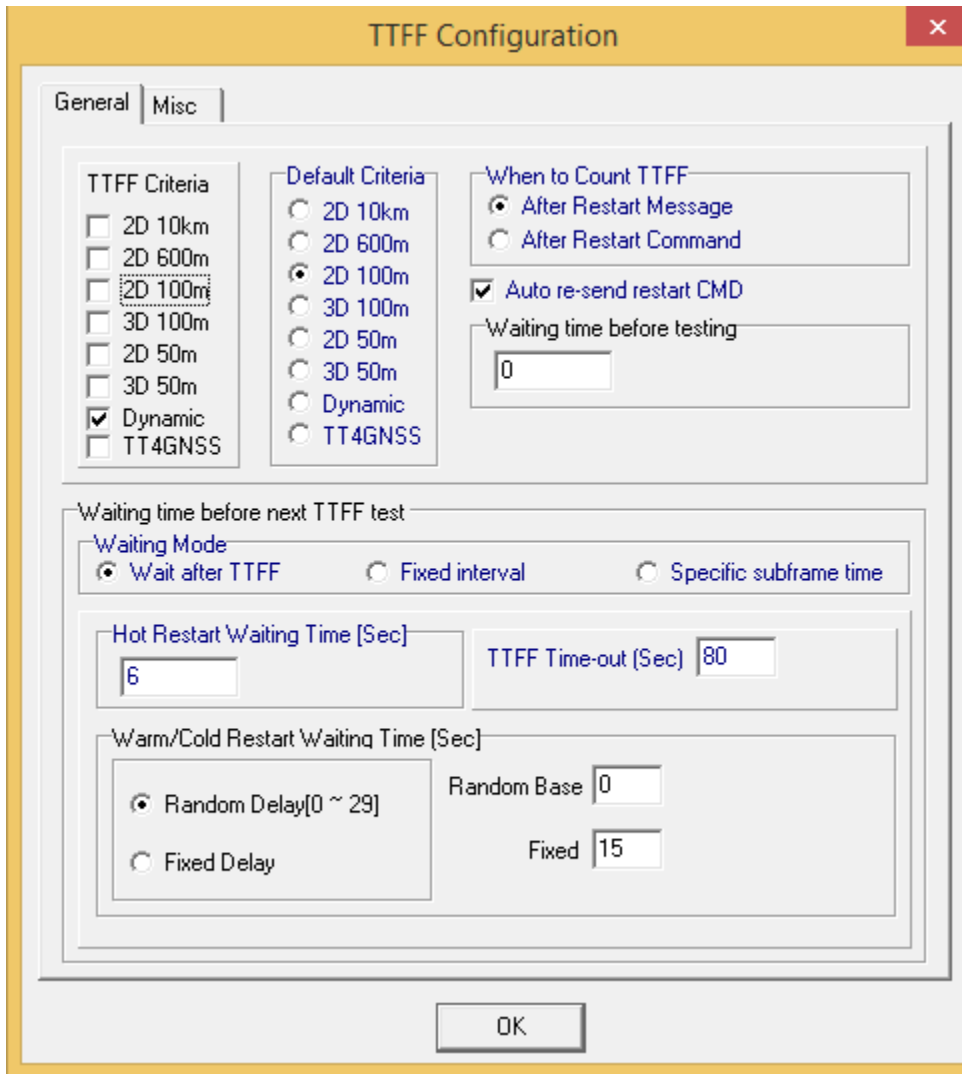 TTFF Configuration
General
Misc
TTFF Criteria
2D 10km
2D 600m
2D 100m
3D 100m
2D 50m
3D 50m
Dynamic
TT4GNSS
Default Criteria
2D 10km
2D 600m
2D 100m
3D 100m
2D 50m
3D 50m
Dynamic
TT4GNSS
When to Count TTFF
After Restart Message
After Restart Command
Auto re-send restart CMD
Waiting time before testing
0
Waiting time before next TTFF test
Waiting Mode
Wait after TTFF
Fixed interval
Specific subframe time
Hot Restart Waiting Time [Sec]
6
TTFF Time-out (Sec) 80
Warm/Cold Restart Waiting Time [Sec]
Random Delay[0 ~ 29]
Fixed Delay
Random Base 0
Fixed 15
OK